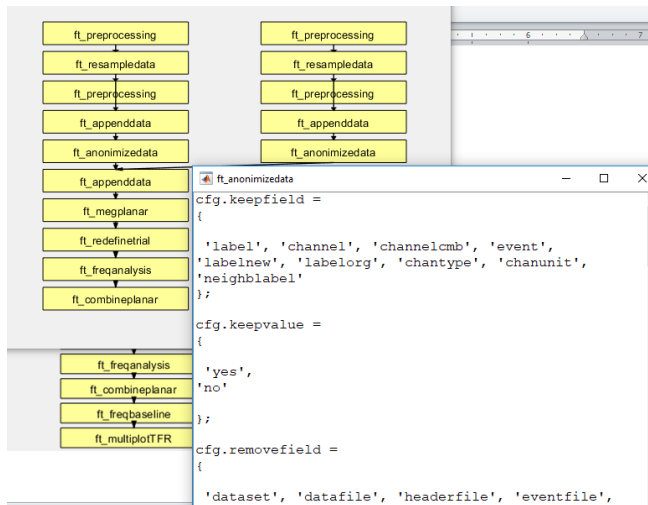 ft_preprocessing
ft_resampledata
ft_preprocessing
ft_appenddata
ft_anonimizedata
ft_appenddata
ft_megplanar
ft_redefinetrial
ft_freqanalysis
ft_combineplanar
ft_preprocessing
ft_resampledata
ft_preprocessing
ft_appenddata
ft_anonimizedata
ft_freqanalysis
ft_combineplanar
ft_freqbaseline
ft_multiplotTFR
6
7
ft_anonimizedata
cfg.keepfield =
{
'label', 'channel', 'channelcmb', 'event',
'labelnew', 'labelorg', 'chantype', 'chanunit',
'neighblabel'
};
cfg.keepvalue =
{
'yes',
'no'
};
cfg.removefield =
{
'dataset', 'datafile', 'headerfile', 'eventfile',